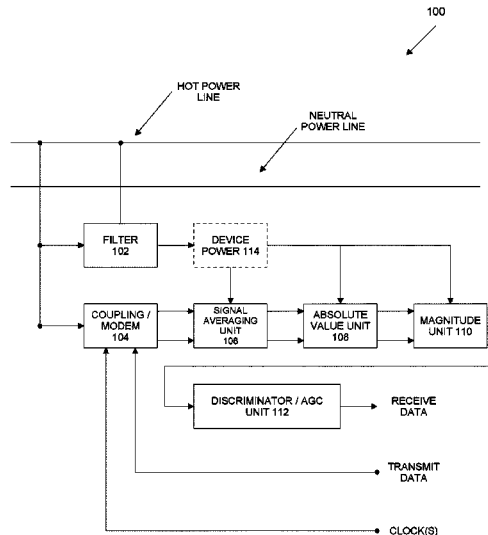 100
HOT POWER
LINE
NEUTRAL
POWER LINE
FILTER
102
DEVICE
POWER 114
COUPLING /
MODEM
104
SIGNAL
AVERAGING
UNIT
106
ABSOLUTE
VALUE UNIT
108
MAGNITUDE
UNIT 110
DISCRIMINATOR / AGC
UNIT 112
RECEIVE
DATA
TRANSMIT
DATA
CLOCK(S)